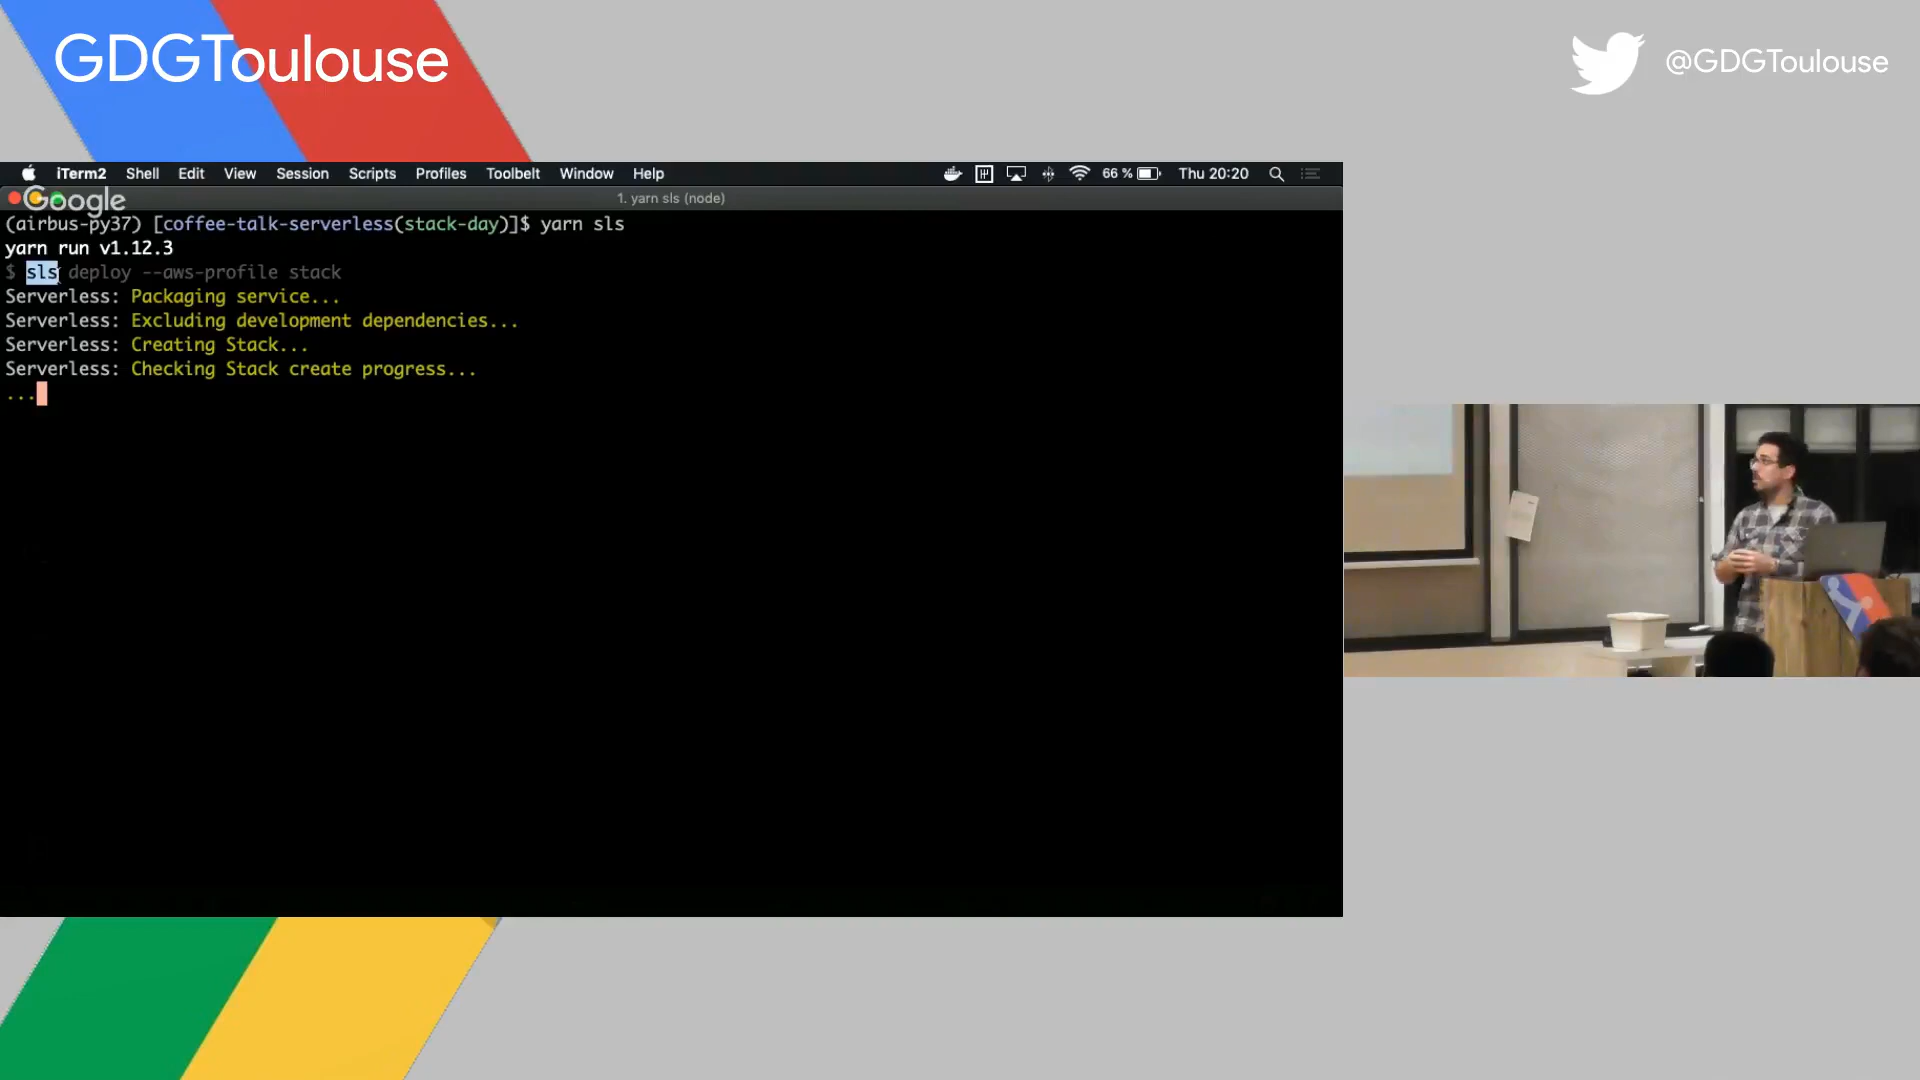 GDGToulouse
@GDGToulouse
iTerm2 Shell Edit View Session Scripts Profiles Toolbelt Window Help 66 % Thu 20:20
Google
1. yarn sls (node)
(airbus-py37) [coffee-talk-serverless(stack-day)]$ yarn sls
yarn run v1.12.3
$ sls deploy --aws-profile stack
Serverless: Packaging service...
Serverless: Excluding development dependencies...
Serverless: Creating Stack...
Serverless: Checking Stack create progress...
...